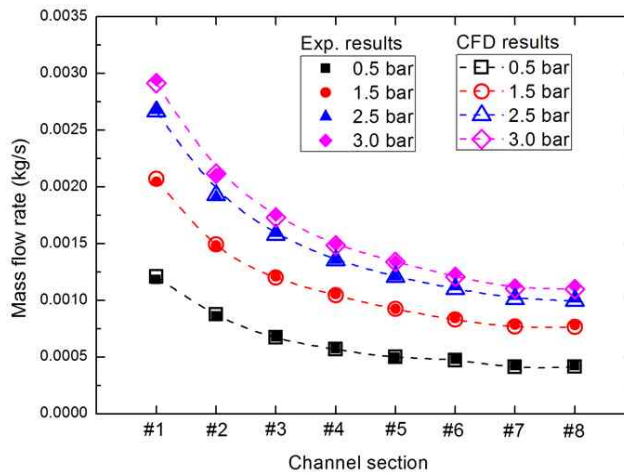 0.0035
0.0030
0.0025
0.0020
0.0015
0.0010
0.0005
0.0000
Mass flow rate (kg/s)
Exp. results
0.5 bar
1.5 bar
2.5 bar
3.0 bar
CFD results
0.5 bar
1.5 bar
2.5 bar
3.0 bar
#1 #2 #3 #4 #5 #6 #7 #8
Channel section